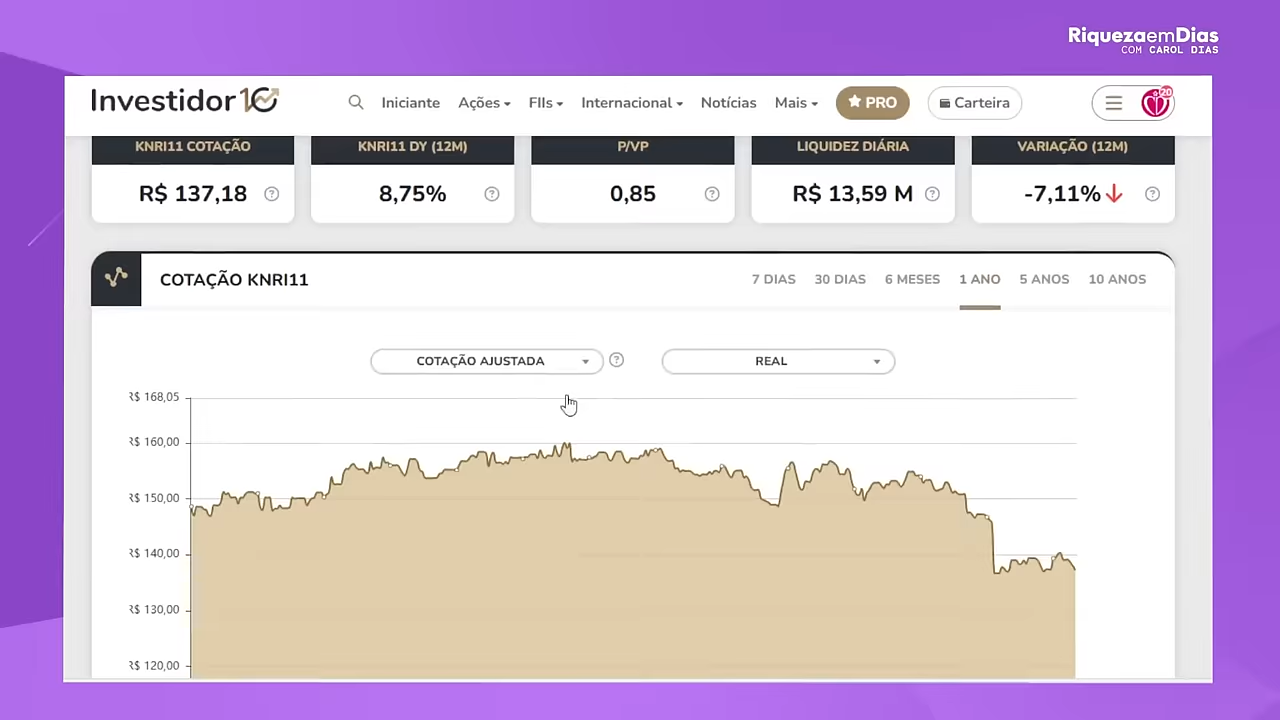 RiquezaemDias
COM CAROL DIAS
Investidor10
Iniciante Ações FIIs Internacional Notícias Mais PRO Carteira 20
KNRI11 COTAÇÃO KNRI11 DY (12M) P/VP LIQUIDEZ DIÁRIA VARIAÇÃO (12M)
R$ 137,18 8,75% 0,85 R$ 13,59 M -7,11%
COTAÇÃO KNRI11 7 DIAS 30 DIAS 6 MESES 1 ANO 5 ANOS 10 ANOS
COTAÇÃO AJUSTADA REAL
R$ 168,05
R$ 160,00
R$ 150,00
R$ 140,00
R$ 130,00
R$ 120,00